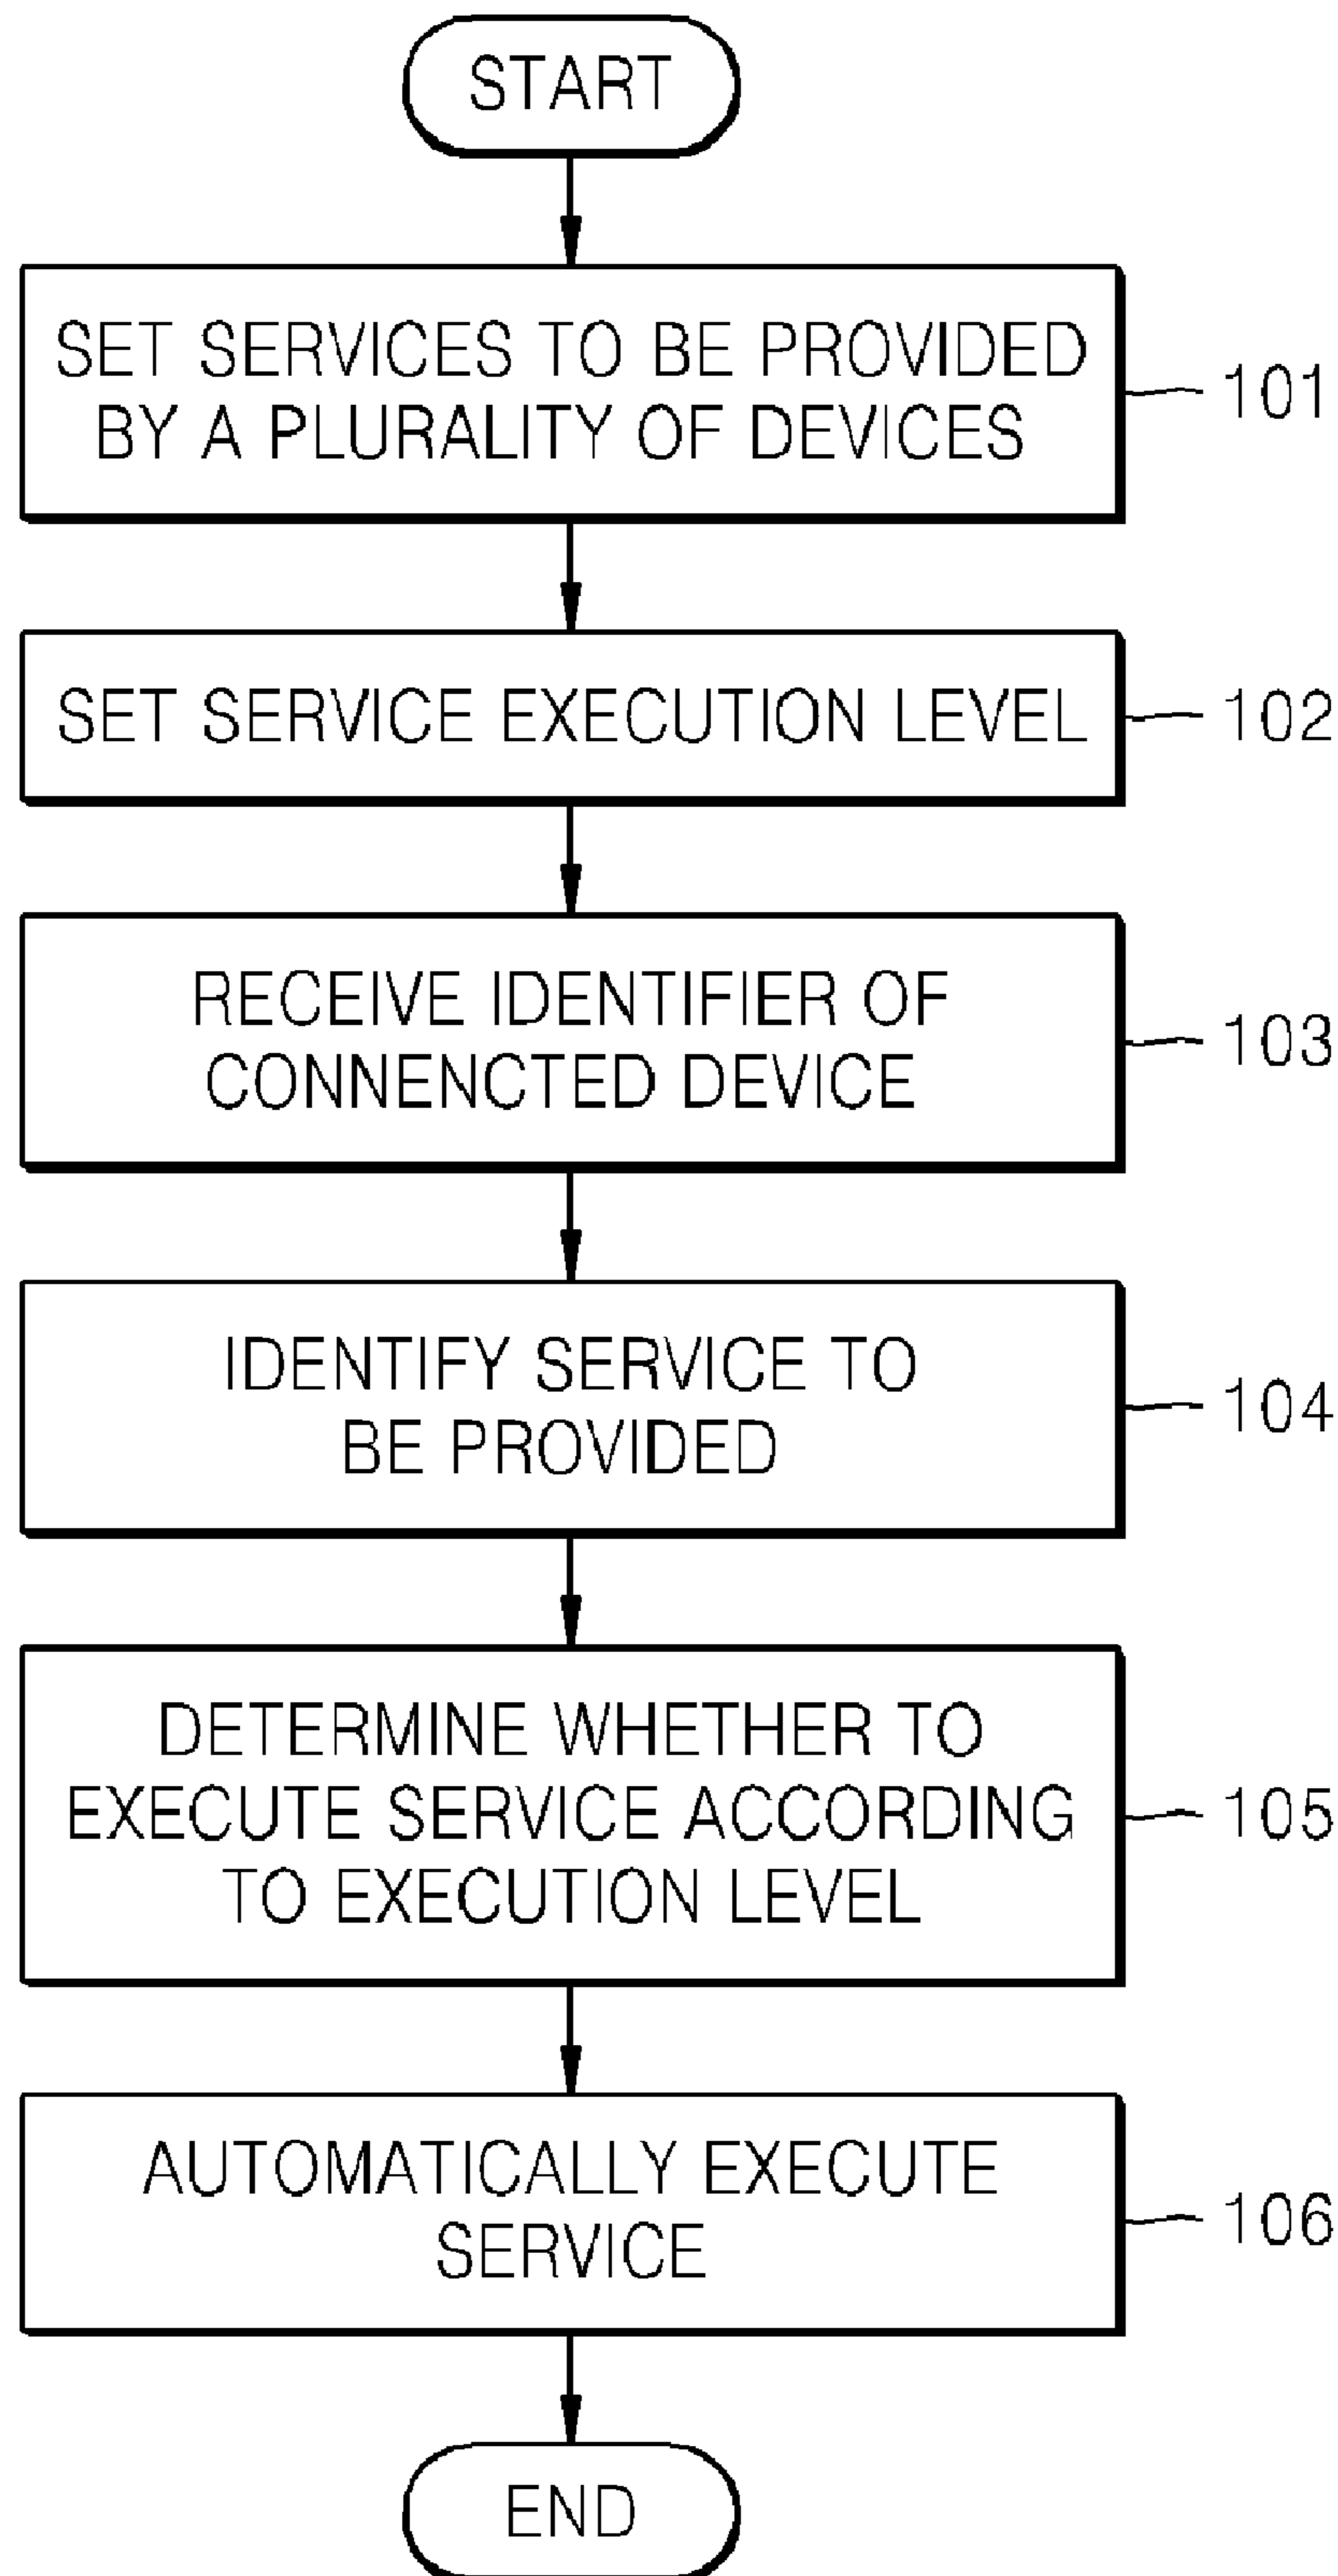 START
SET SERVICES TO BE PROVIDED
BY A PLURALITY OF DEVICES
101
SET SERVICE EXECUTION LEVEL
102
RECEIVE IDENTIFIER OF
CONNENCTED DEVICE
103
IDENTIFY SERVICE TO
BE PROVIDED
104
DETERMINE WHETHER TO
EXECUTE SERVICE ACCORDING
TO EXECUTION LEVEL
105
AUTOMATICALLY EXECUTE
SERVICE
106
END